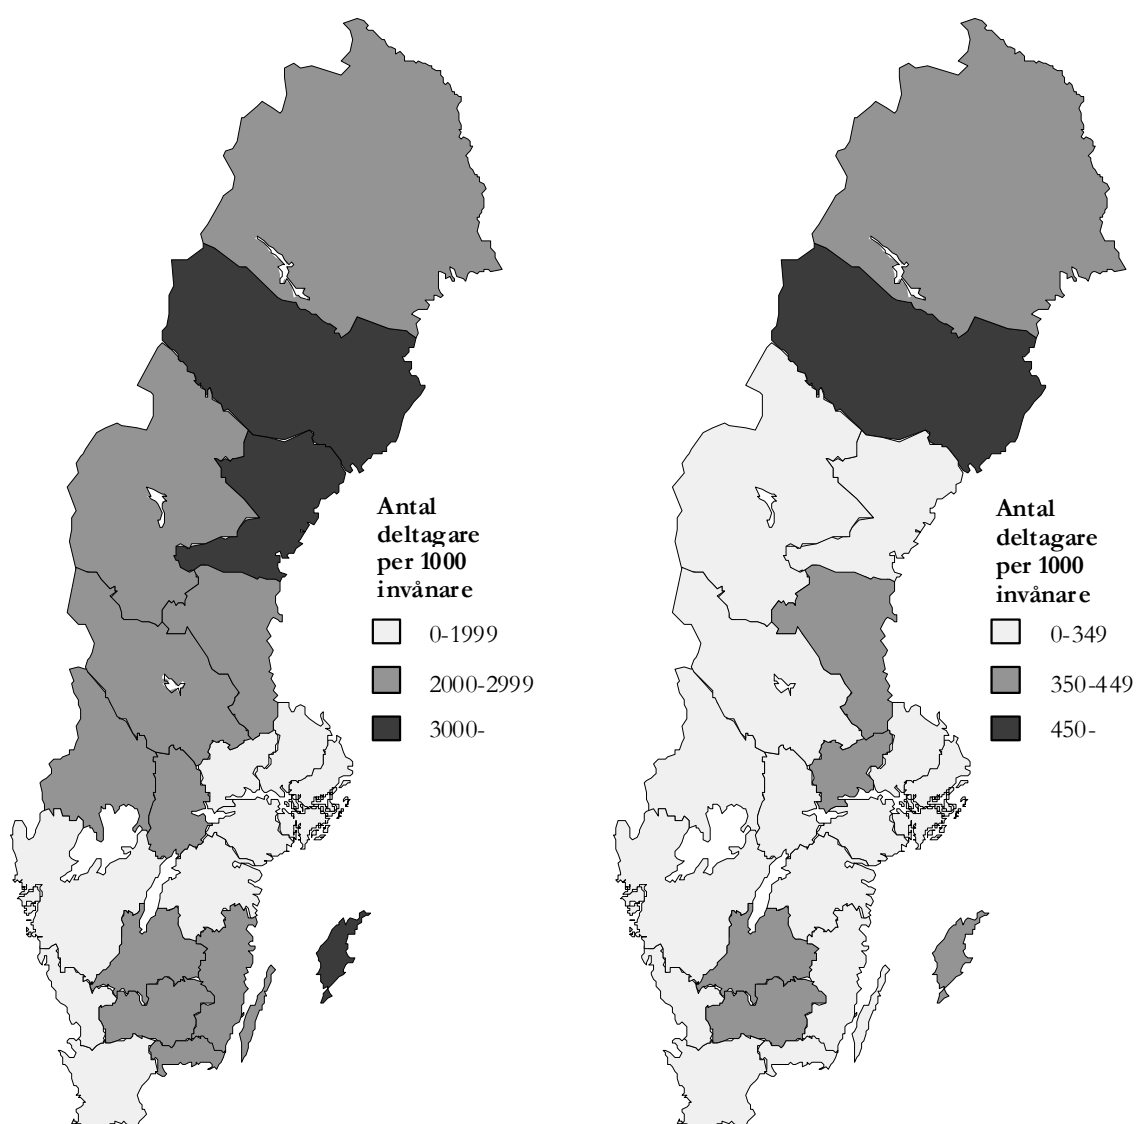 Antal
deltagare
per 1000
invånare
0-1999
2000-2999
3000-
Antal
deltagare
per 1000
invånare
0-349
350-449
450-